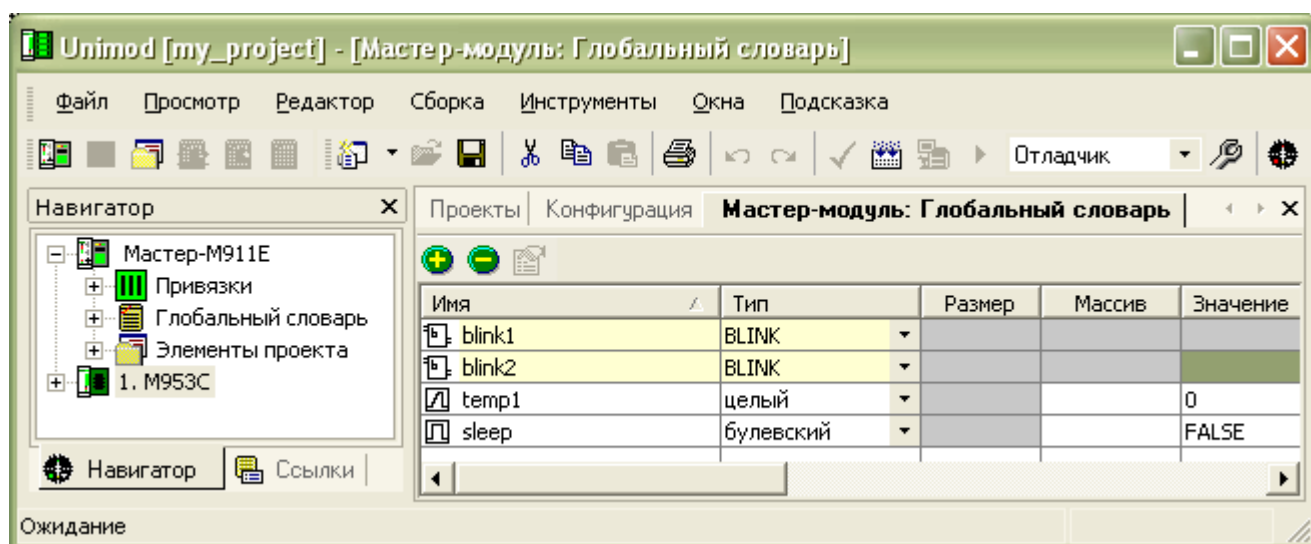 Unimod [my_project] - [Мастер-модуль: Глобальный словарь]
Файл Просмотр Редактор Сборка Инструменты Окна Подсказка
Отладчик
Навигатор
Мастер-М911Е
Привязки
Глобальный словарь
Элементы проекта
1. М953С
Навигатор Ссылки
Проекты Конфигурация Мастер-модуль: Глобальный словарь
Имя Тип Размер Массив Значение
blink1 BLINK
blink2 BLINK
temp1 целый 0
sleep булевский FALSE
Ожидание